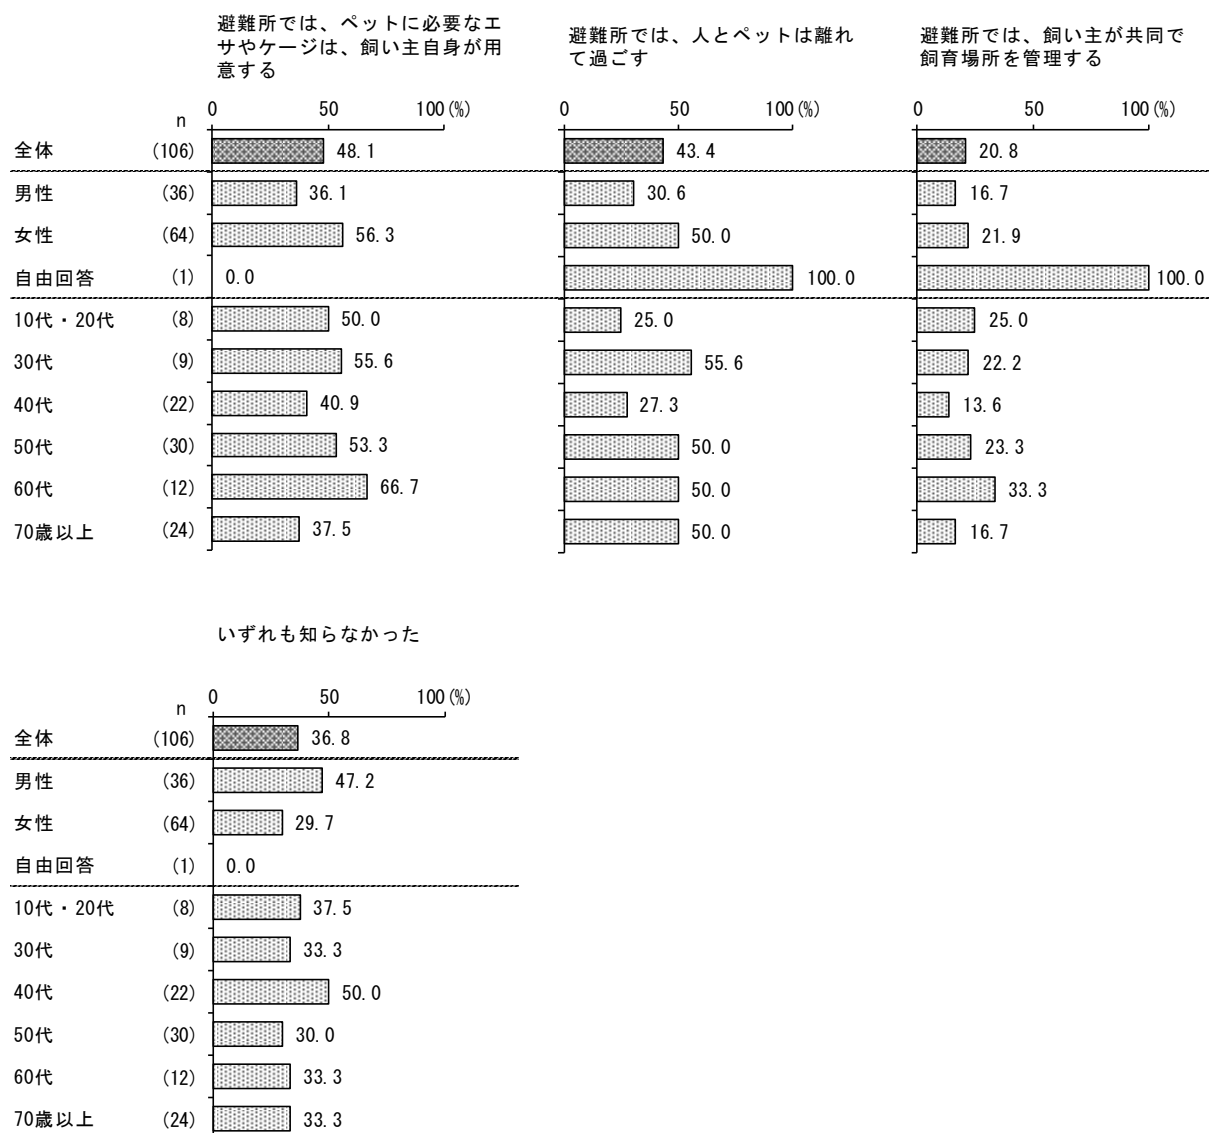 避難所では、ペットに必要なエ
サやケージは、飼い主自身が用
意する
避難所では、人とペットは離れ
て過ごす
避難所では、飼い主が共同で
飼育場所を管理する
n 0 50 100(%) 0 50 100(%) 0 50 100(%)
全体 (106) 48.1 43.4 20.8
男性 (36) 36.1 30.6 16.7
女性 (64) 56.3 50.0 21.9
自由回答 (1) 0.0 100.0 100.0
10代・20代 (8) 50.0 25.0 25.0
30代 (9) 55.6 55.6 22.2
40代 (22) 40.9 27.3 13.6
50代 (30) 53.3 50.0 23.3
60代 (12) 66.7 50.0 33.3
70歳以上 (24) 37.5 50.0 16.7
いずれも知らなかった
n 0 50 100(%)
全体 (106) 36.8
男性 (36) 47.2
女性 (64) 29.7
自由回答 (1) 0.0
10代・20代 (8) 37.5
30代 (9) 33.3
40代 (22) 50.0
50代 (30) 30.0
60代 (12) 33.3
70歳以上 (24) 33.3